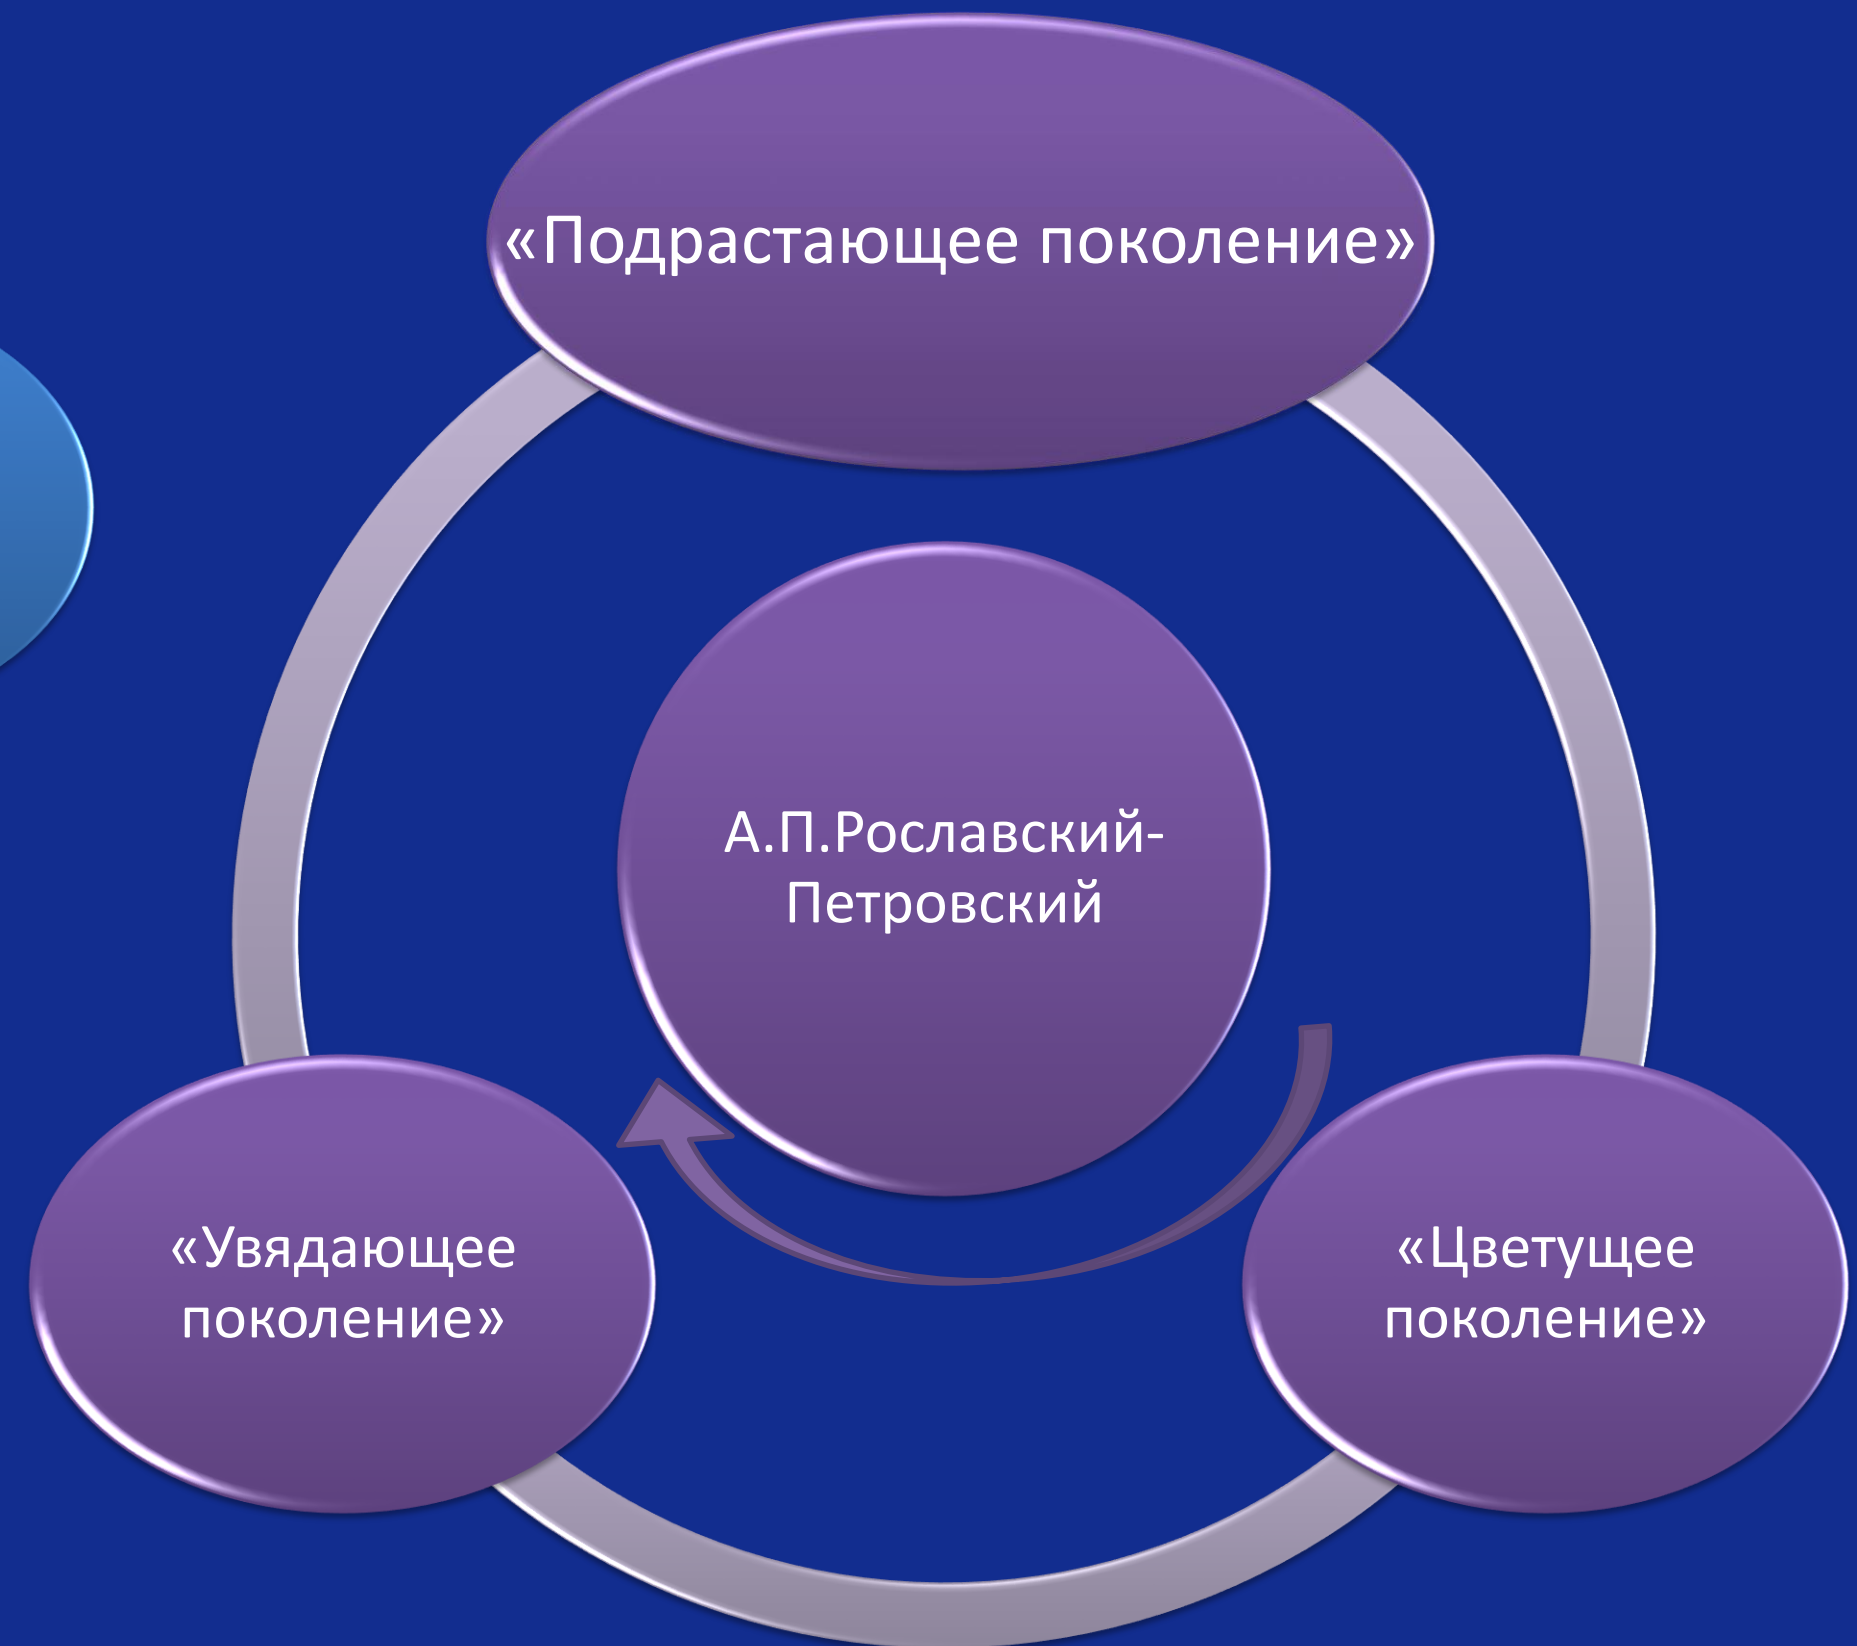 «Подрастающее поколение»
А.П.Рославский-
Петровский
«Увядающее
поколение»
«Цветущее
поколение»